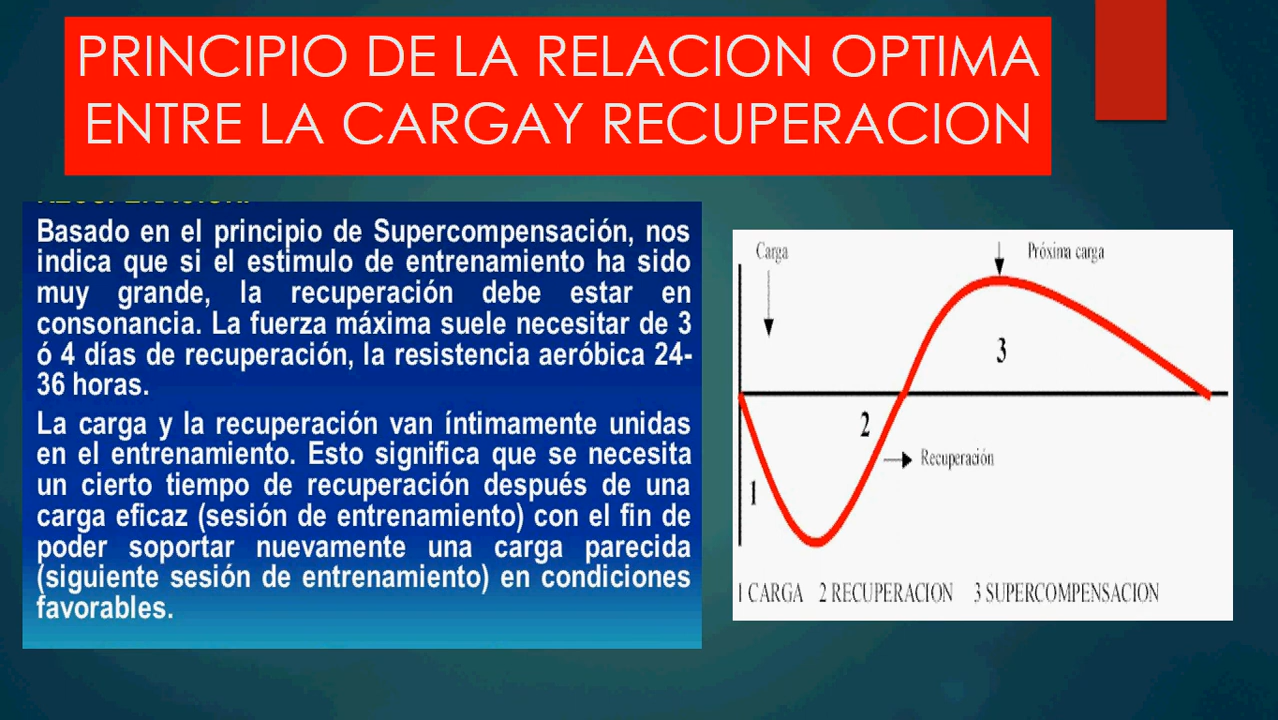 PRINCIPIO DE LA RELACION OPTIMA
ENTRE LA CARGAY RECUPERACION
Basado en el principio de Supercompensación, nos
indica que si el estimulo de entrenamiento ha sido
muy grande, la recuperación debe estar en
consonancia. La fuerza máxima suele necesitar de 3
ó 4 días de recuperación, la resistencia aeróbica 24-
36 horas.
La carga y la recuperación van íntimamente unidas
en el entrenamiento. Esto significa que se necesita
un cierto tiempo de recuperación después de una
carga eficaz (sesión de entrenamiento) con el fin de
poder soportar nuevamente una carga parecida
(siguiente sesión de entrenamiento) en condiciones
favorables.
Carga
Próxima carga
3
2
Recuperación
1
1 CARGA 2 RECUPERACION 3 SUPERCOMPENSACION